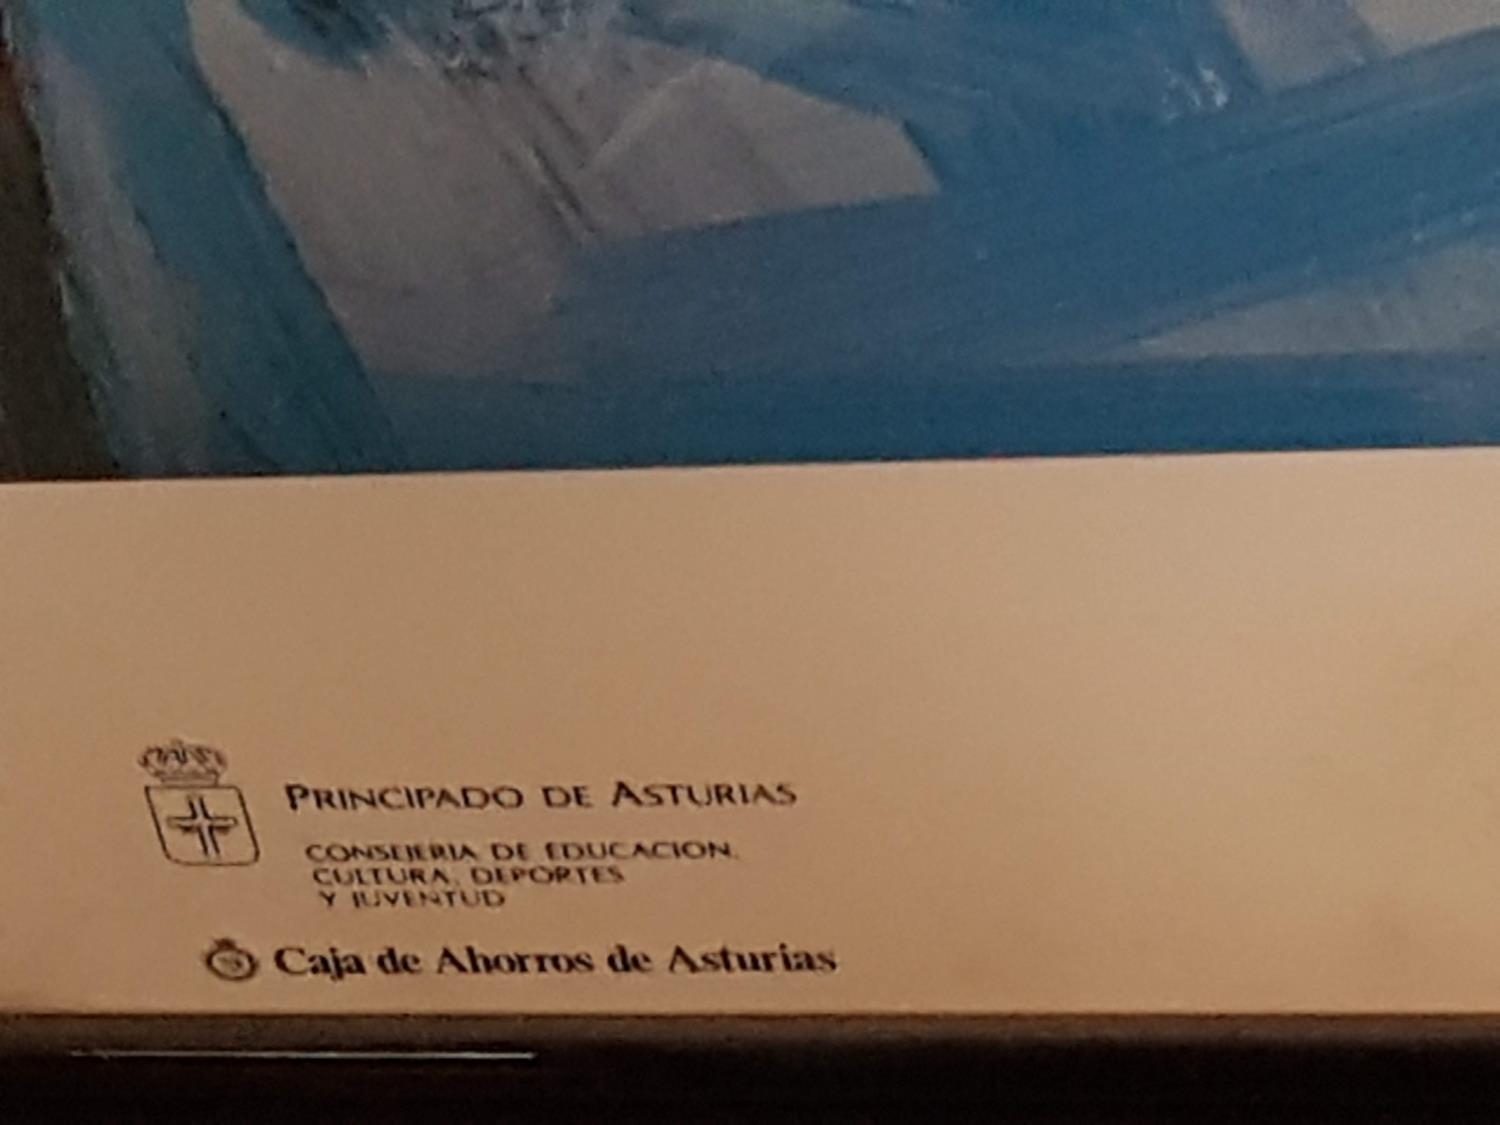 PRINCIPADO DE ASTURIAS
CONSEJERIA DE EDUCACION,
CULTURA, DEPORTES
Y JUVENTUD
Caja de Ahorros de Asturias